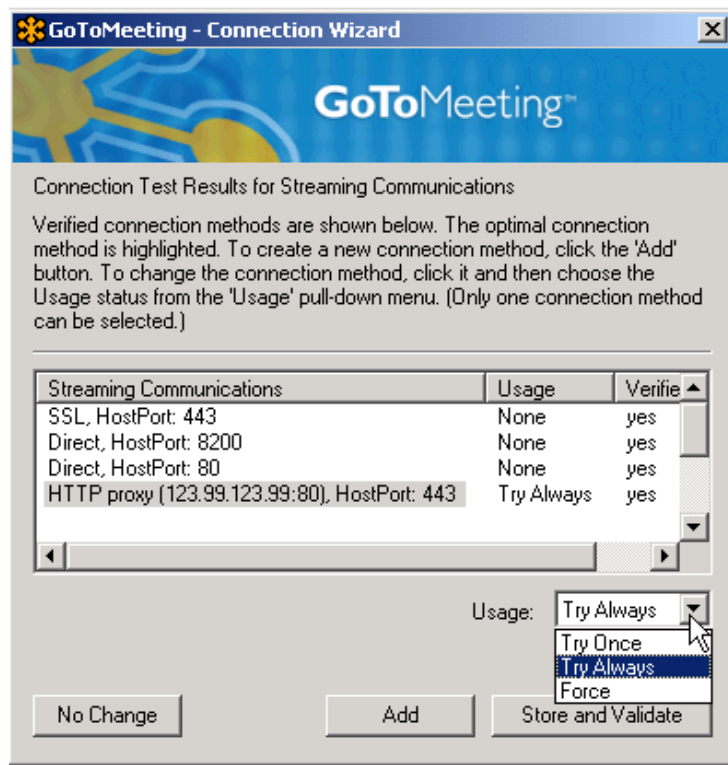 GoToMeeting - Connection Wizard
GoToMeeting™
Connection Test Results for Streaming Communications
Verified connection methods are shown below. The optimal connection
method is highlighted. To create a new connection method, click the 'Add'
button. To change the connection method, click it and then choose the
Usage status from the 'Usage' pull-down menu. (Only one connection method
can be selected.)
Streaming Communications Usage Verifie
SSL, HostPort: 443 None yes
Direct, HostPort: 8200 None yes
Direct, HostPort: 80 None yes
HTTP proxy (123.99.123.99:80), HostPort: 443 Try Always yes
Usage: Try Always
Try Once
Try Always
Force
No Change Add Store and Validate